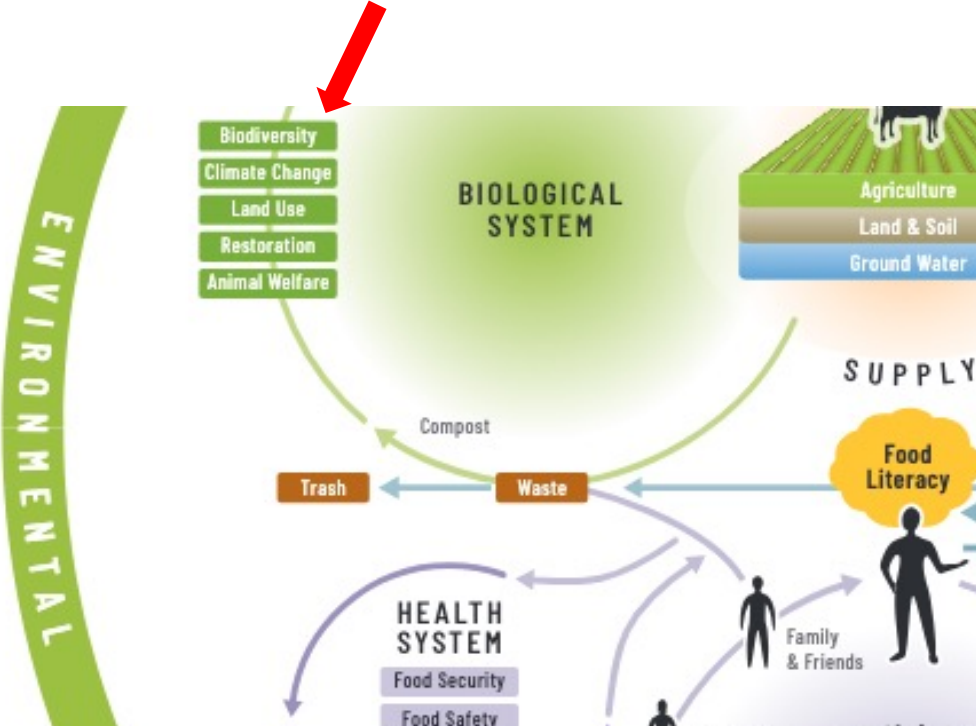 Biodiversity
Climate Change
Land Use
Restoration
Animal Welfare
BIOLOGICAL
SYSTEM
Agriculture
Land & Soil
Ground Water
ENVIRONMENTAL
SUPPLY
Compost
Food
Literacy
Trash
Waste
HEALTH
SYSTEM
Family
& Friends
Food Security
Food Safety